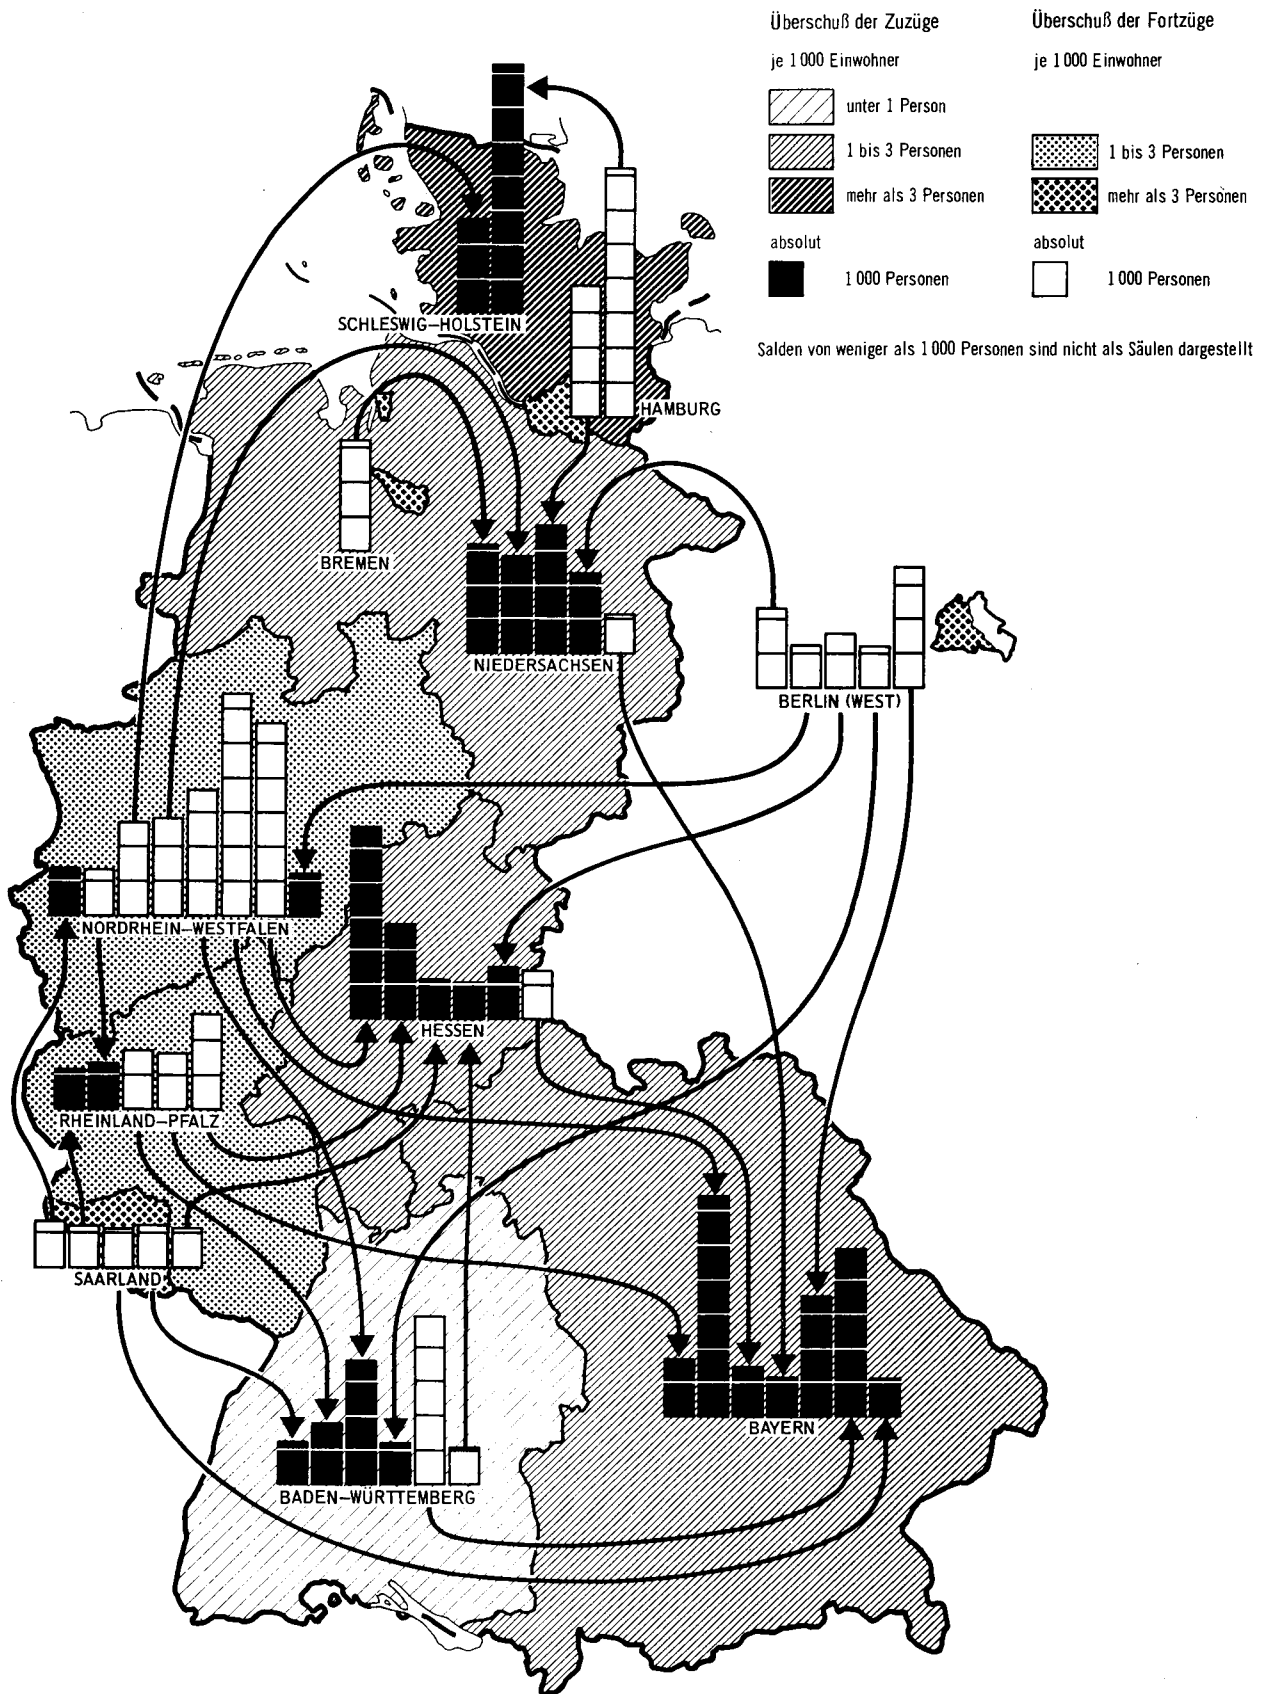 Überschuß der Zuzüge
je 1 000 Einwohner
unter 1 Person
1 bis 3 Personen
mehr als 3 Personen
absolut
1 000 Personen
Überschuß der Fortzüge
je 1 000 Einwohner
1 bis 3 Personen
mehr als 3 Personen
absolut
1 000 Personen
Salden von weniger als 1 000 Personen sind nicht als Säulen dargestellt
SCHLESWIG–HOLSTEIN
HAMBURG
BREMEN
NIEDERSACHSEN
BERLIN (WEST)
NORDRHEIN–WESTFALEN
HESSEN
RHEINLAND–PFALZ
SAARLAND
BAYERN
BADEN–WÜRTTEMBERG